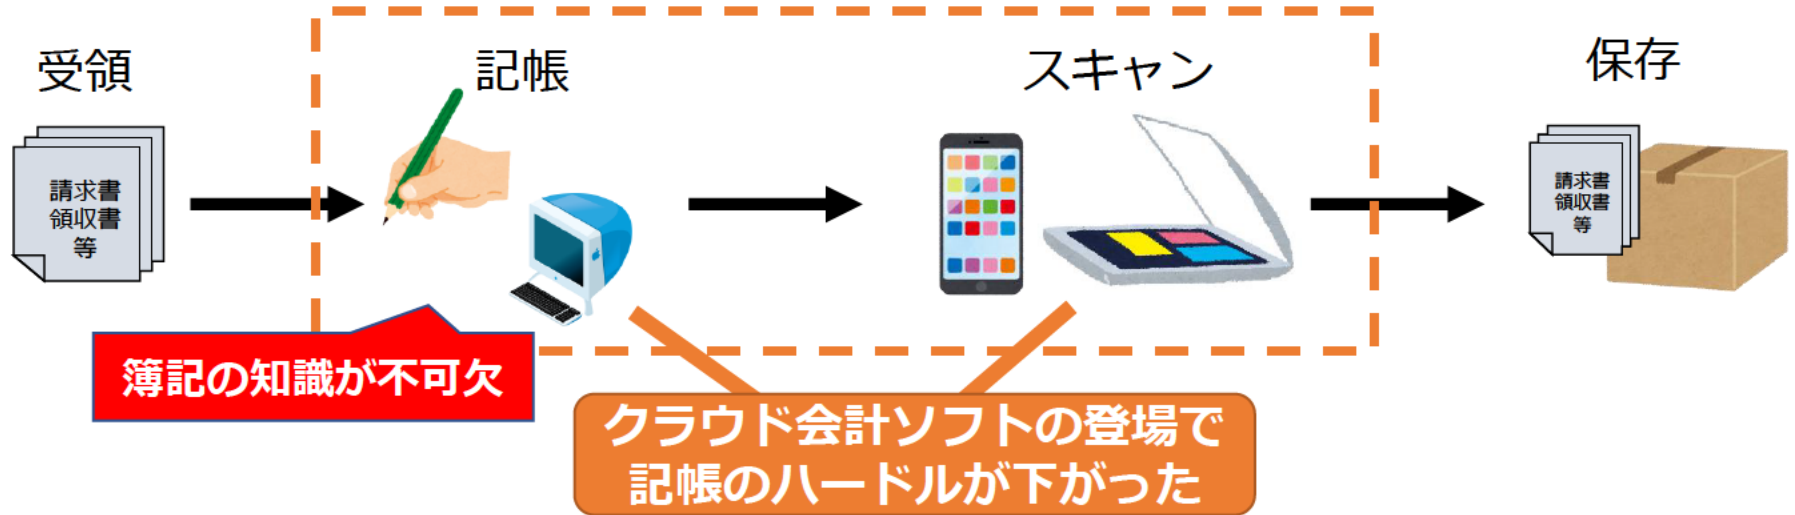 受領
記帳
スキャン
保存
請求書
領収書
等
請求書
領収書
等
簿記の知識が不可欠
クラウド会計ソフトの登場で
記帳のハードルが下がった